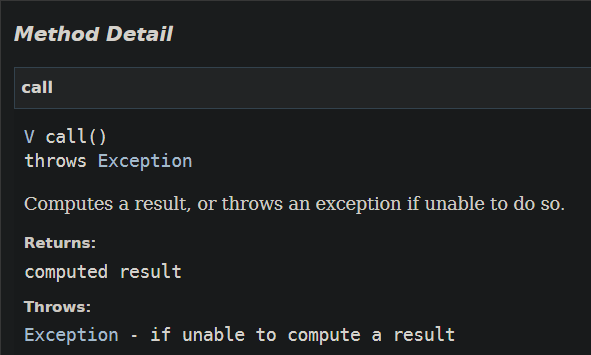 Method Detail
call
V call()
throws Exception
Computes a result, or throws an exception if unable to do so.
Returns:
computed result
Throws:
Exception - if unable to compute a result